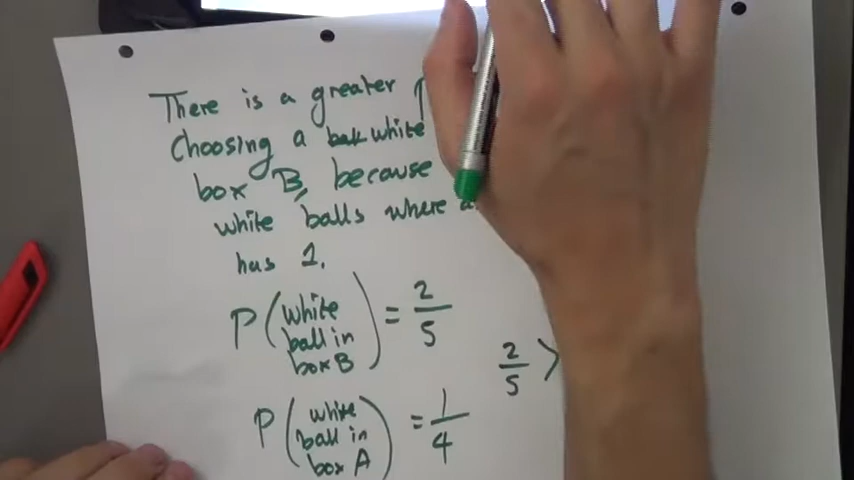 There is a greater
choosing a white
box B, because
white balls where
has 1.
P(white ball in box B) = 2/5
2/5 >
P(white ball in box A) = 1/4